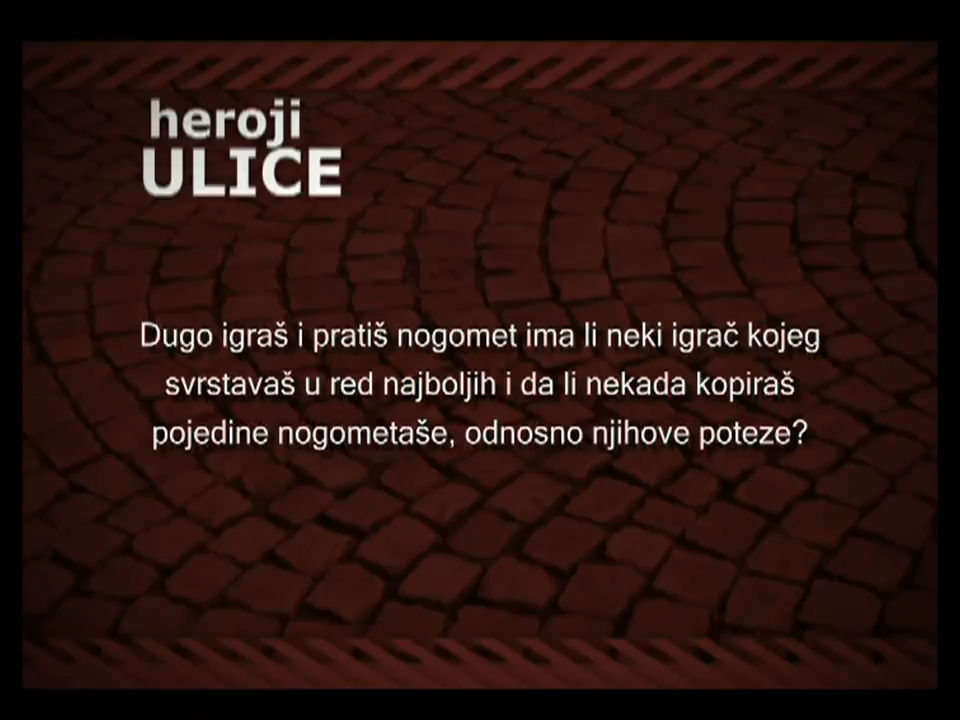 heroji
ULICE
Dugo igraš i pratiš nogomet ima li neki igrač kojeg
svrstavaš u red najboljih i da li nekada kopiraš
pojedine nogometaše, odnosno njihove poteze?